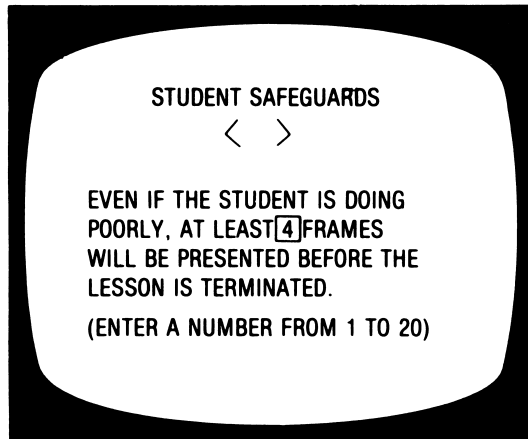 STUDENT SAFEGUARDS
< >
EVEN IF THE STUDENT IS DOING
POORLY, AT LEAST 4 FRAMES
WILL BE PRESENTED BEFORE THE
LESSON IS TERMINATED.
(ENTER A NUMBER FROM 1 TO 20)